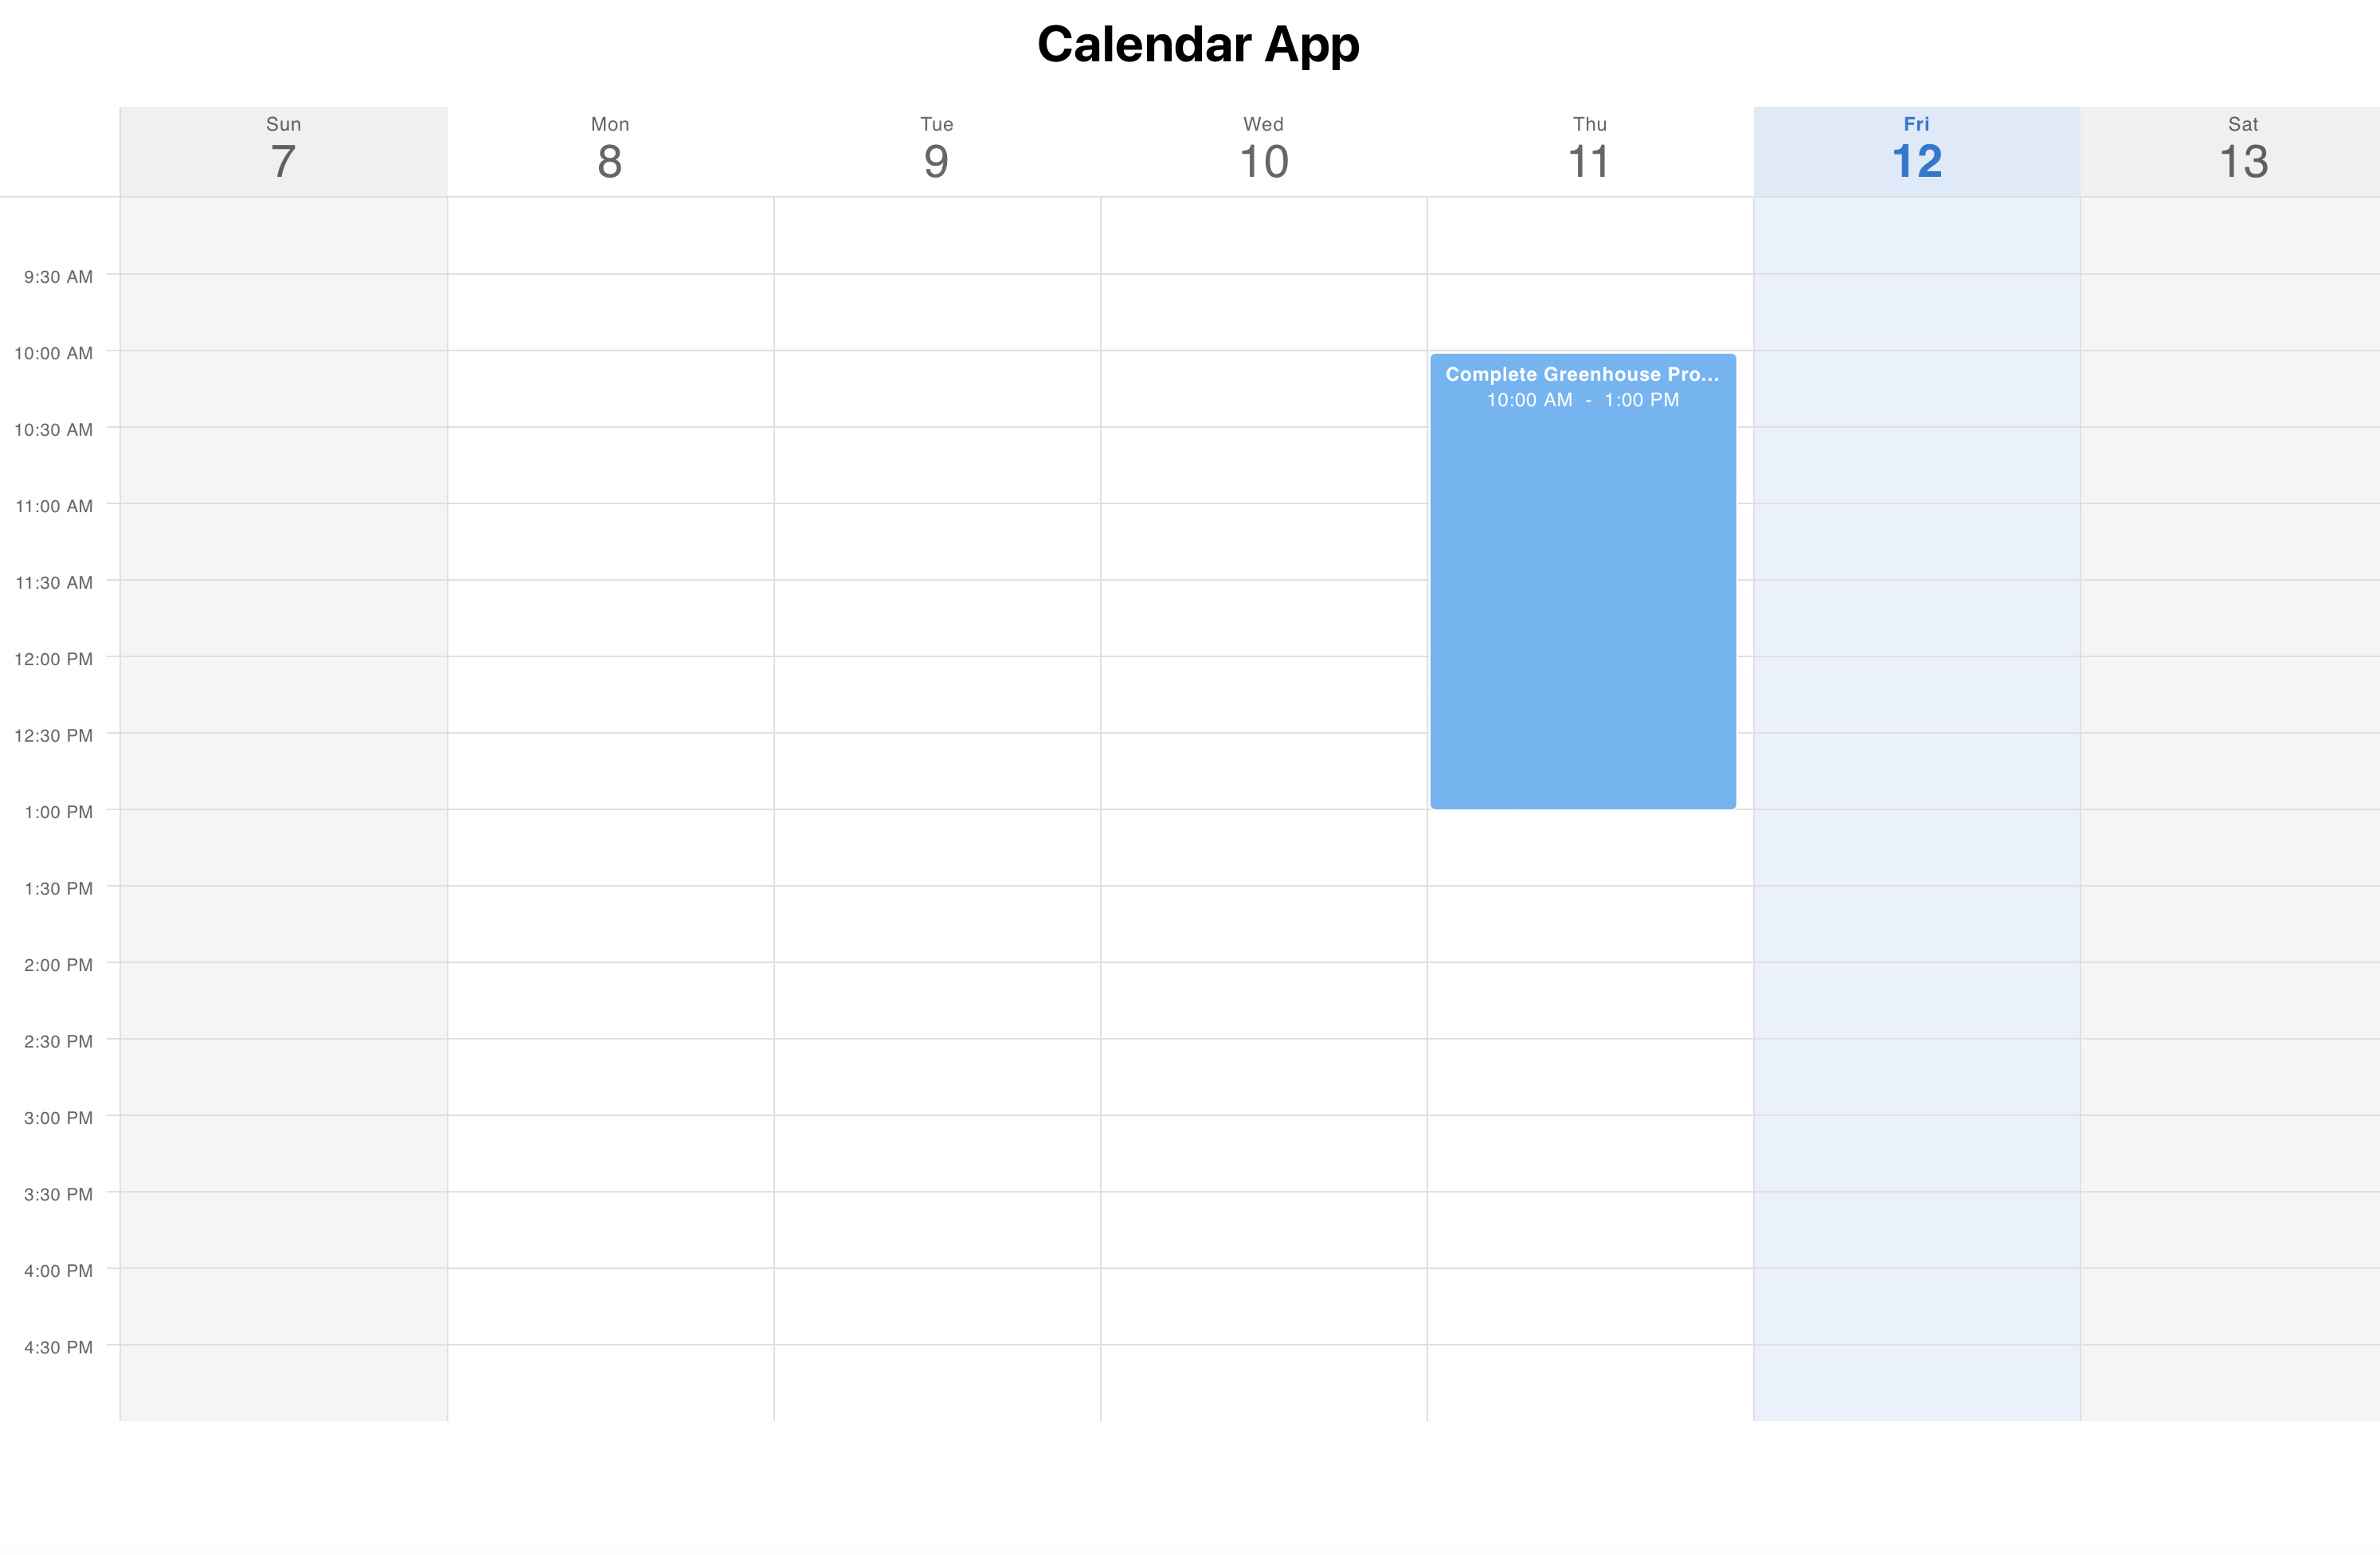 Calendar App
Sun Mon Tue Wed Thu Fri Sat
7 8 9 10 11 12 13
9:30 AM
10:00 AM
Complete Greenhouse Pro...
10:00 AM - 1:00 PM
10:30 AM
11:00 AM
11:30 AM
12:00 PM
12:30 PM
1:00 PM
1:30 PM
2:00 PM
2:30 PM
3:00 PM
3:30 PM
4:00 PM
4:30 PM